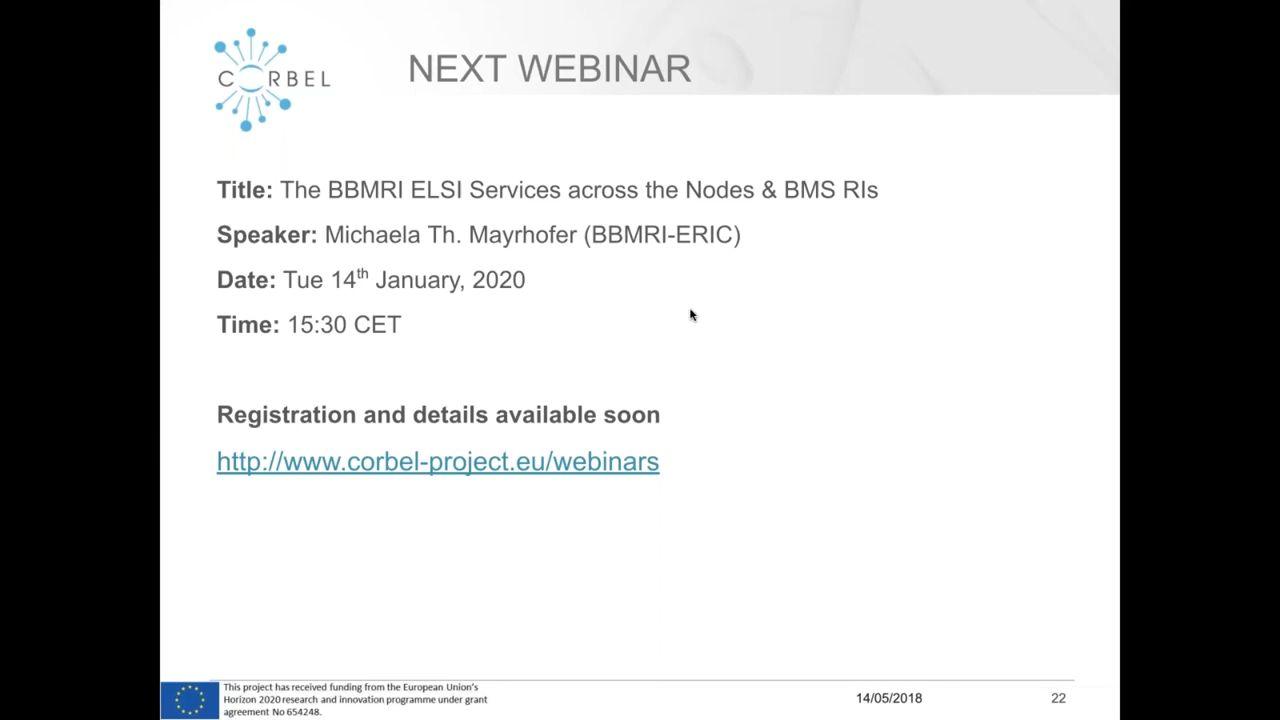 CORBEL
NEXT WEBINAR
Title: The BBMRI ELSI Services across the Nodes & BMS RIs
Speaker: Michaela Th. Mayrhofer (BBMRI-ERIC)
Date: Tue 14th January, 2020
Time: 15:30 CET
Registration and details available soon
http://www.corbel-project.eu/webinars
This project has received funding from the European Union's
Horizon 2020 research and innovation programme under grant
agreement No 654248.
14/05/2018
22